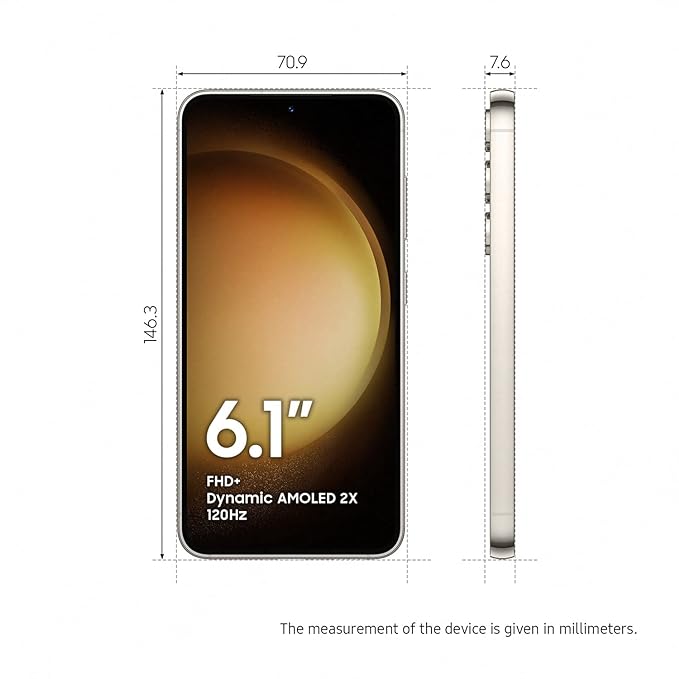 70.9
7.6
146.3
6.1”
FHD+
Dynamic AMOLED 2X
120Hz
The measurement of the device is given in millimeters.